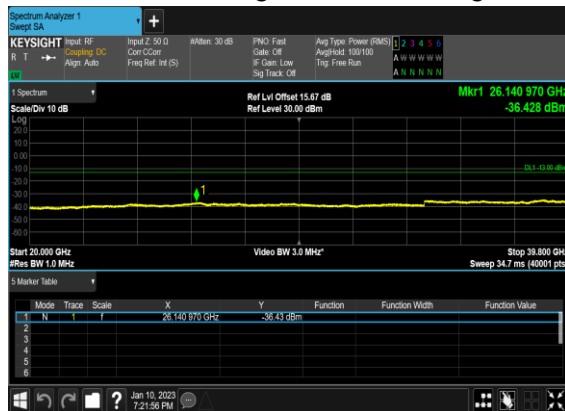 Spectrum Analyzer 1
Swept SA
+
KEYSIGHT
R T
LW
Input: RF
Coupling: DC
Align: Auto
Input Z: 50 Ω
Corr CCorr
Freq Ref: Int (S)
#Atten: 30 dB
PNO: Fast
Gate: Off
IF Gain: Low
Sig Track: Off
Avg Type: Power (RMS)
Avg|Hold: 100/100
Trig: Free Run
1 2 3 4 5 6
A W W W W W
A N N N N N
1 Spectrum
Scale/Div 10 dB
Ref Lvl Offset 15.67 dB
Ref Level 30.00 dBm
Mkr1 26.140 970 GHz
-36.428 dBm
Log
20.0
10.0
0.00
-10.0
-20.0
-30.0
-40.0
-50.0
-60.0
DL1 -13.00 dBm
1
Start 20.000 GHz
#Res BW 1.0 MHz
Video BW 3.0 MHz*
Stop 39.800 GHz
Sweep 34.7 ms (40001 pts
5 Marker Table
Mode Trace Scale X Y Function Function Width Function Value
1 N 1 f 26.140 970 GHz -36.43 dBm
2
3
4
5
6
?
Jan 10, 2023
7:21:56 PM